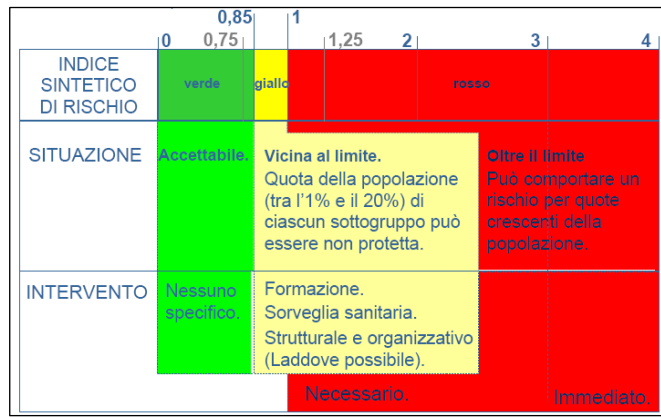 0,85 1
0 0,75 1,25 2 3 4
INDICE
SINTETICO
DI RISCHIO
verde giallo rosso
SITUAZIONE
Accettabile.
Vicina al limite.
Quota della popolazione
(tra l'1% e il 20%) di
ciascun sottogruppo può
essere non protetta.
Oltre il limite
Può comportare un
rischio per quote
crescenti della
popolazione.
INTERVENTO
Nessuno
specifico.
Formazione.
Sorveglia sanitaria.
Strutturale e organizzativo
(Laddove possibile).
Necessario. Immediato.